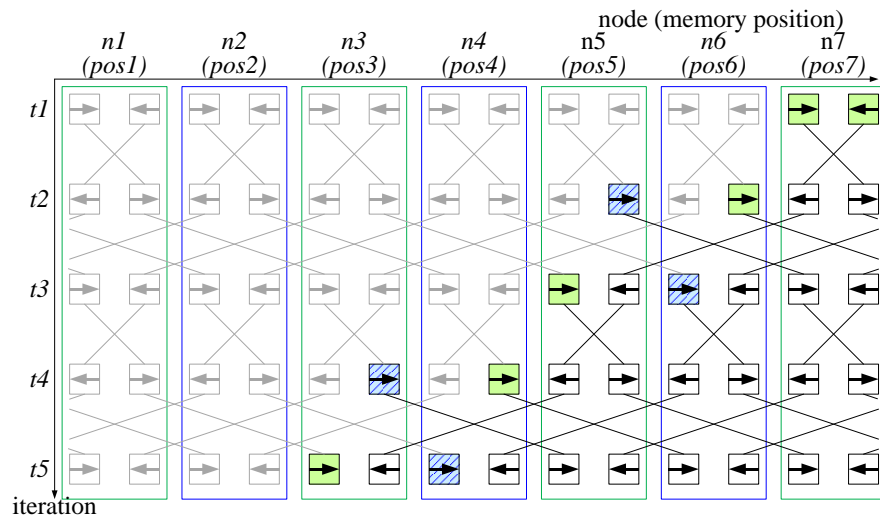 node (memory position)
n1 n2 n3 n4 n5 n6 n7
(pos1) (pos2) (pos3) (pos4) (pos5) (pos6) (pos7)
t1
t2
t3
t4
t5
iteration